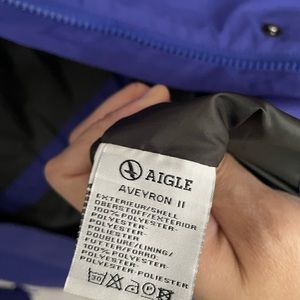 AIGLE
AVEYRON II
EXTERIEUR/SHELL
OBERSTOFF/EXTERIOR
100% POLYESTER-
POLYESTER-
POLYESTER-
DOUBLURE/LINING/
FUTTER/FORRO
100% POLYESTER-
POLYESTER-
POLYESTER-POLIESTER
30